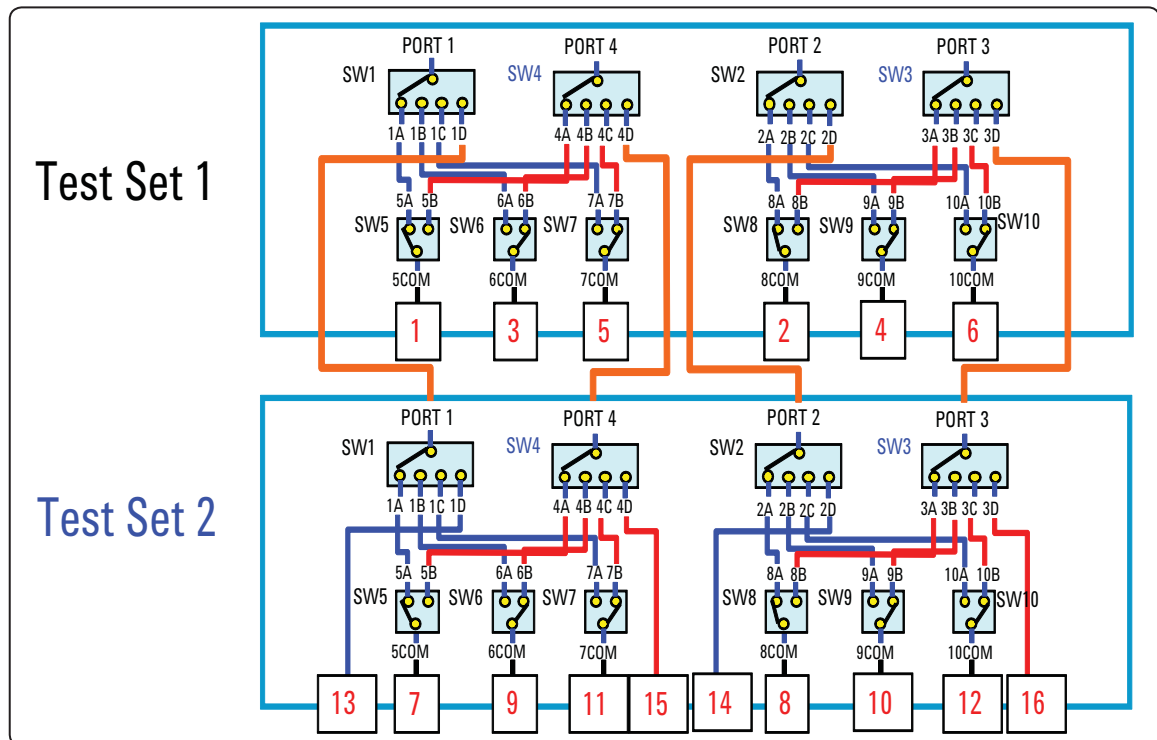 PORT 1 PORT 4 PORT 2 PORT 3
SW1 SW4 SW2 SW3
1A 1B 1C 1D 4A 4B 4C 4D 2A 2B 2C 2D 3A 3B 3C 3D
Test Set 1
5A 5B 6A 6B 7A 7B 8A 8B 9A 9B 10A 10B
SW5 SW6 SW7 SW8 SW9 SW10
5COM 6COM 7COM 8COM 9COM 10COM
1 3 5 2 4 6
PORT 1 PORT 4 PORT 2 PORT 3
SW1 SW4 SW2 SW3
1A 1B 1C 1D 4A 4B 4C 4D 2A 2B 2C 2D 3A 3B 3C 3D
Test Set 2
5A 5B 6A 6B 7A 7B 8A 8B 9A 9B 10A 10B
SW5 SW6 SW7 SW8 SW9 SW10
5COM 6COM 7COM 8COM 9COM 10COM
13 7 9 11 15 14 8 10 12 16